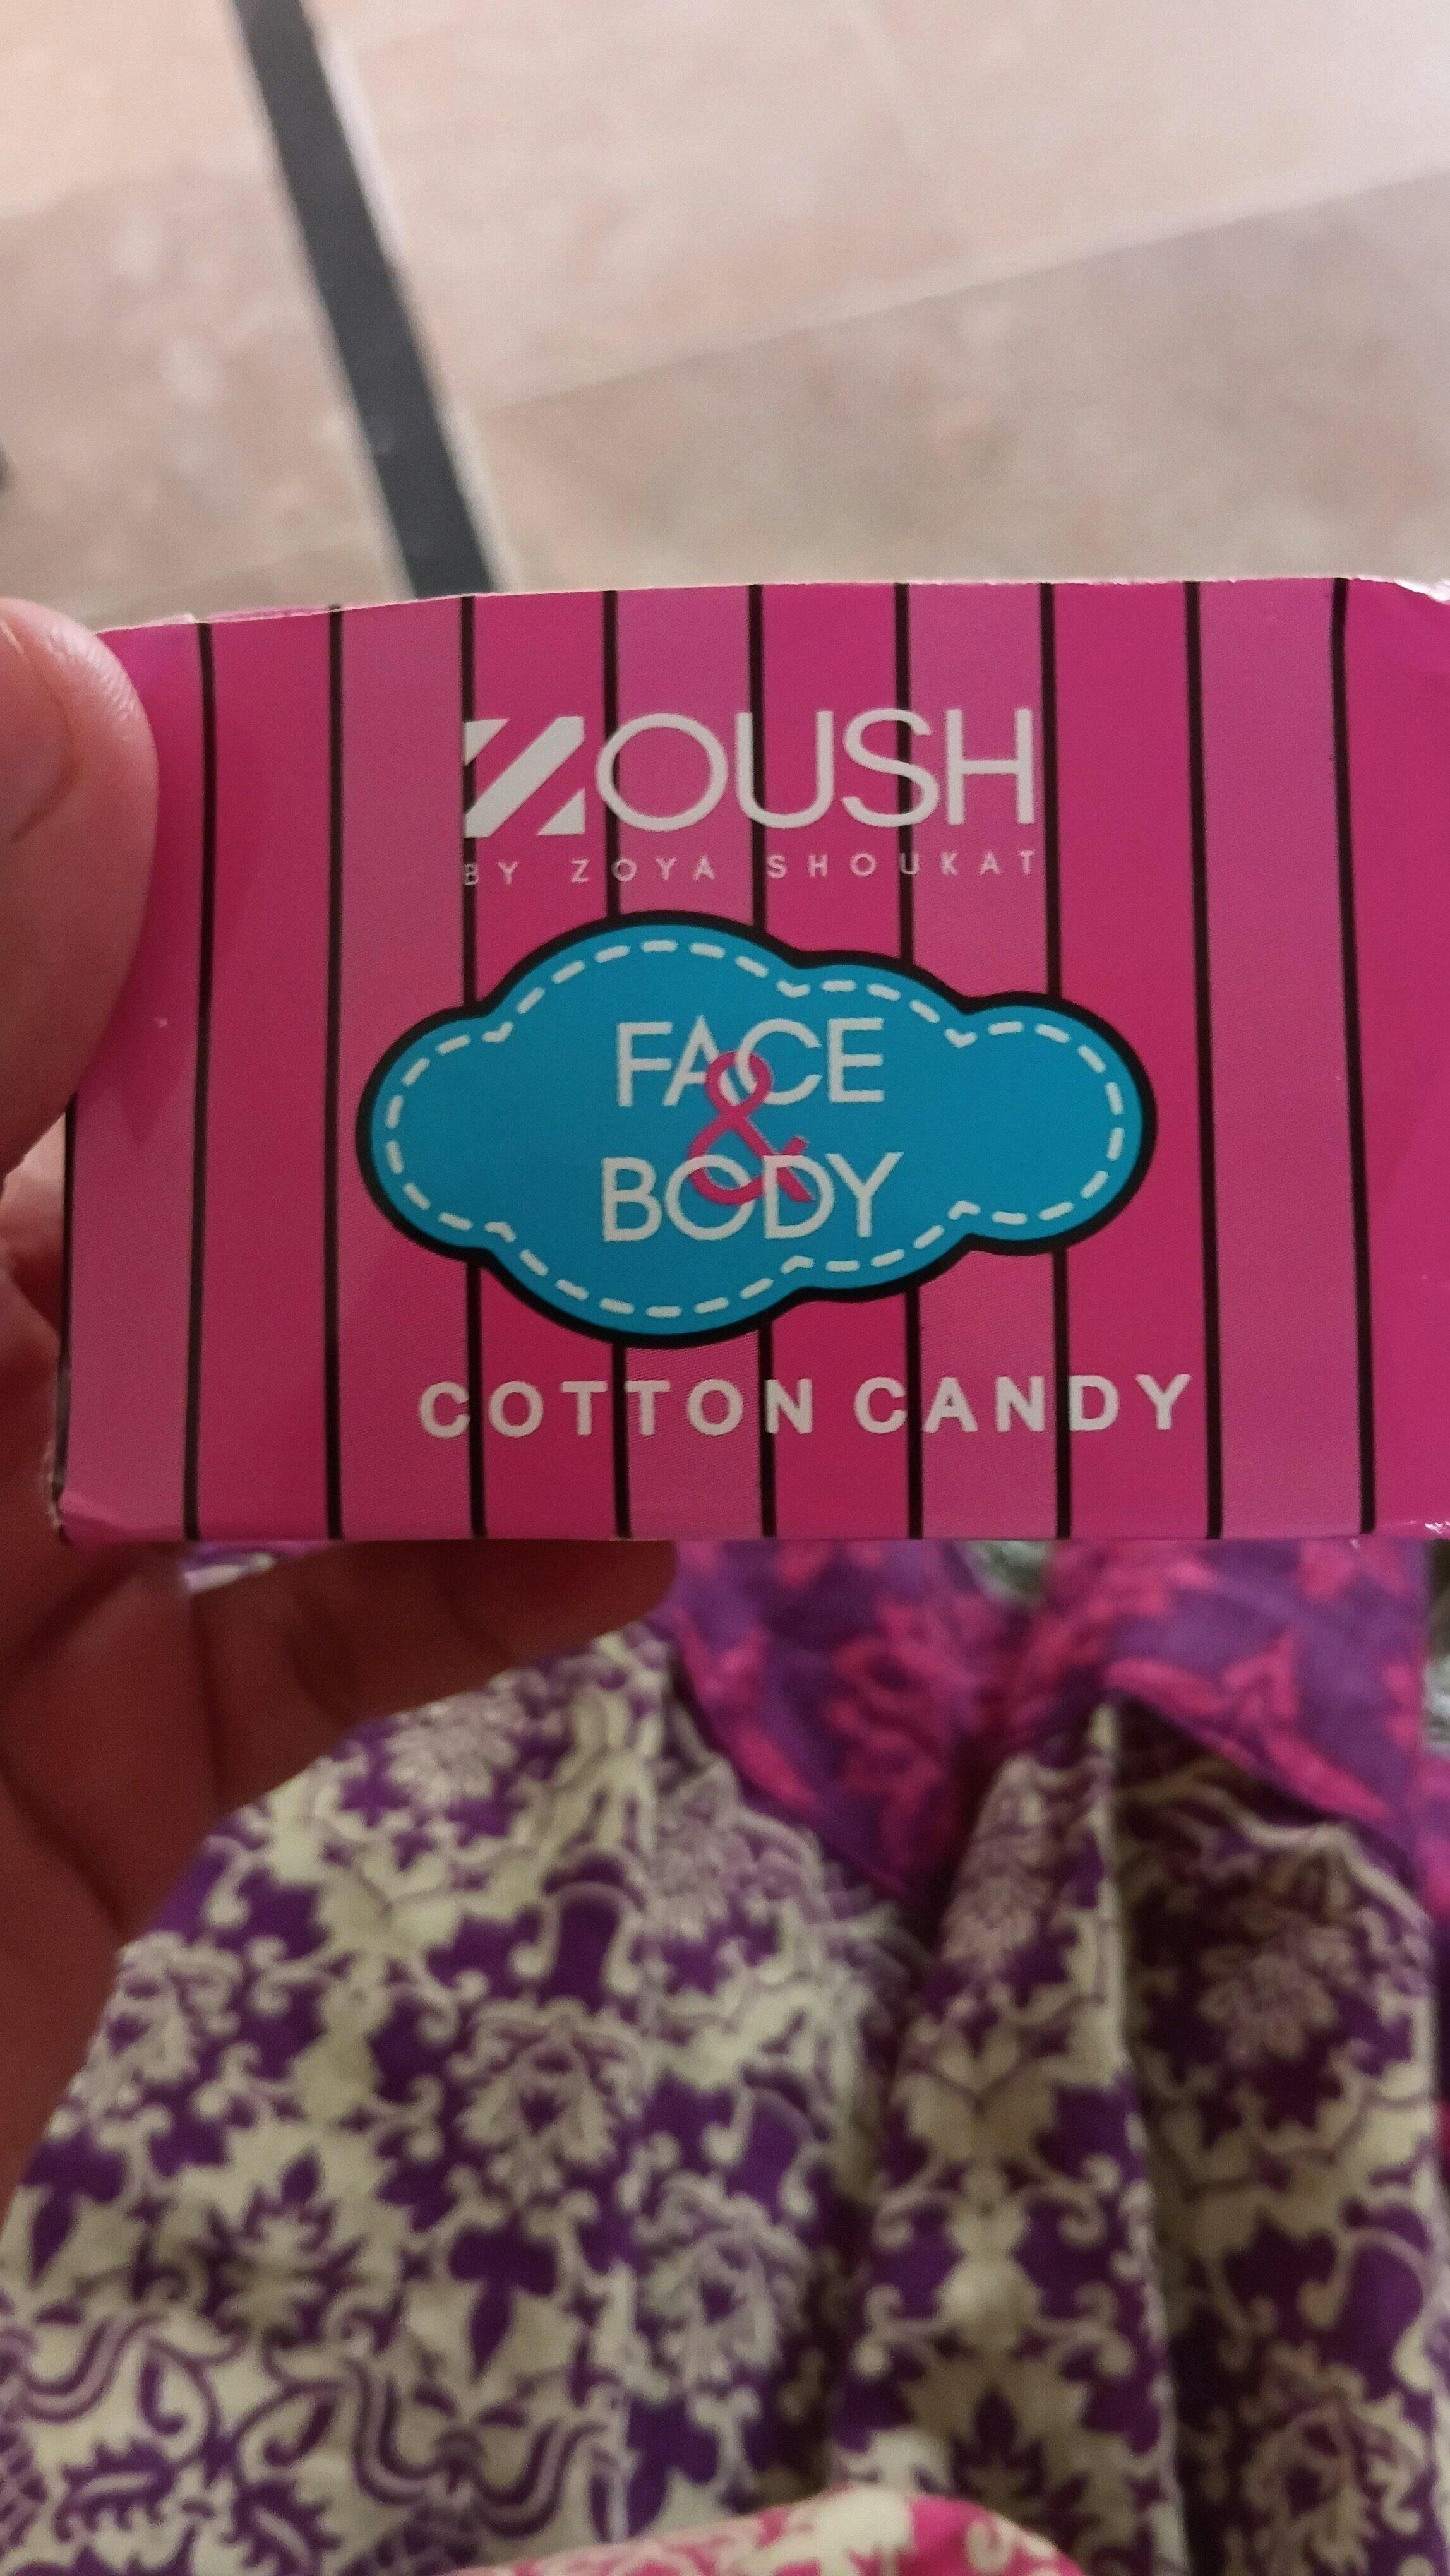 ZOUSH
BY ZOYA SHOUKAT
FACE
&
BODY
COTTON CANDY